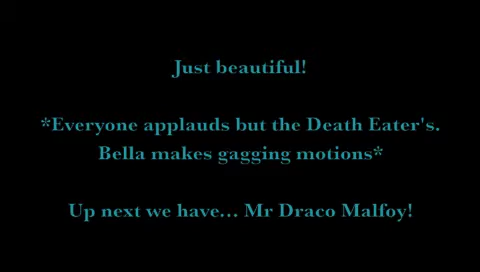 Just beautiful!
*Everyone applauds but the Death Eater's.
Bella makes gagging motions*
Up next we have... Mr Draco Malfoy!